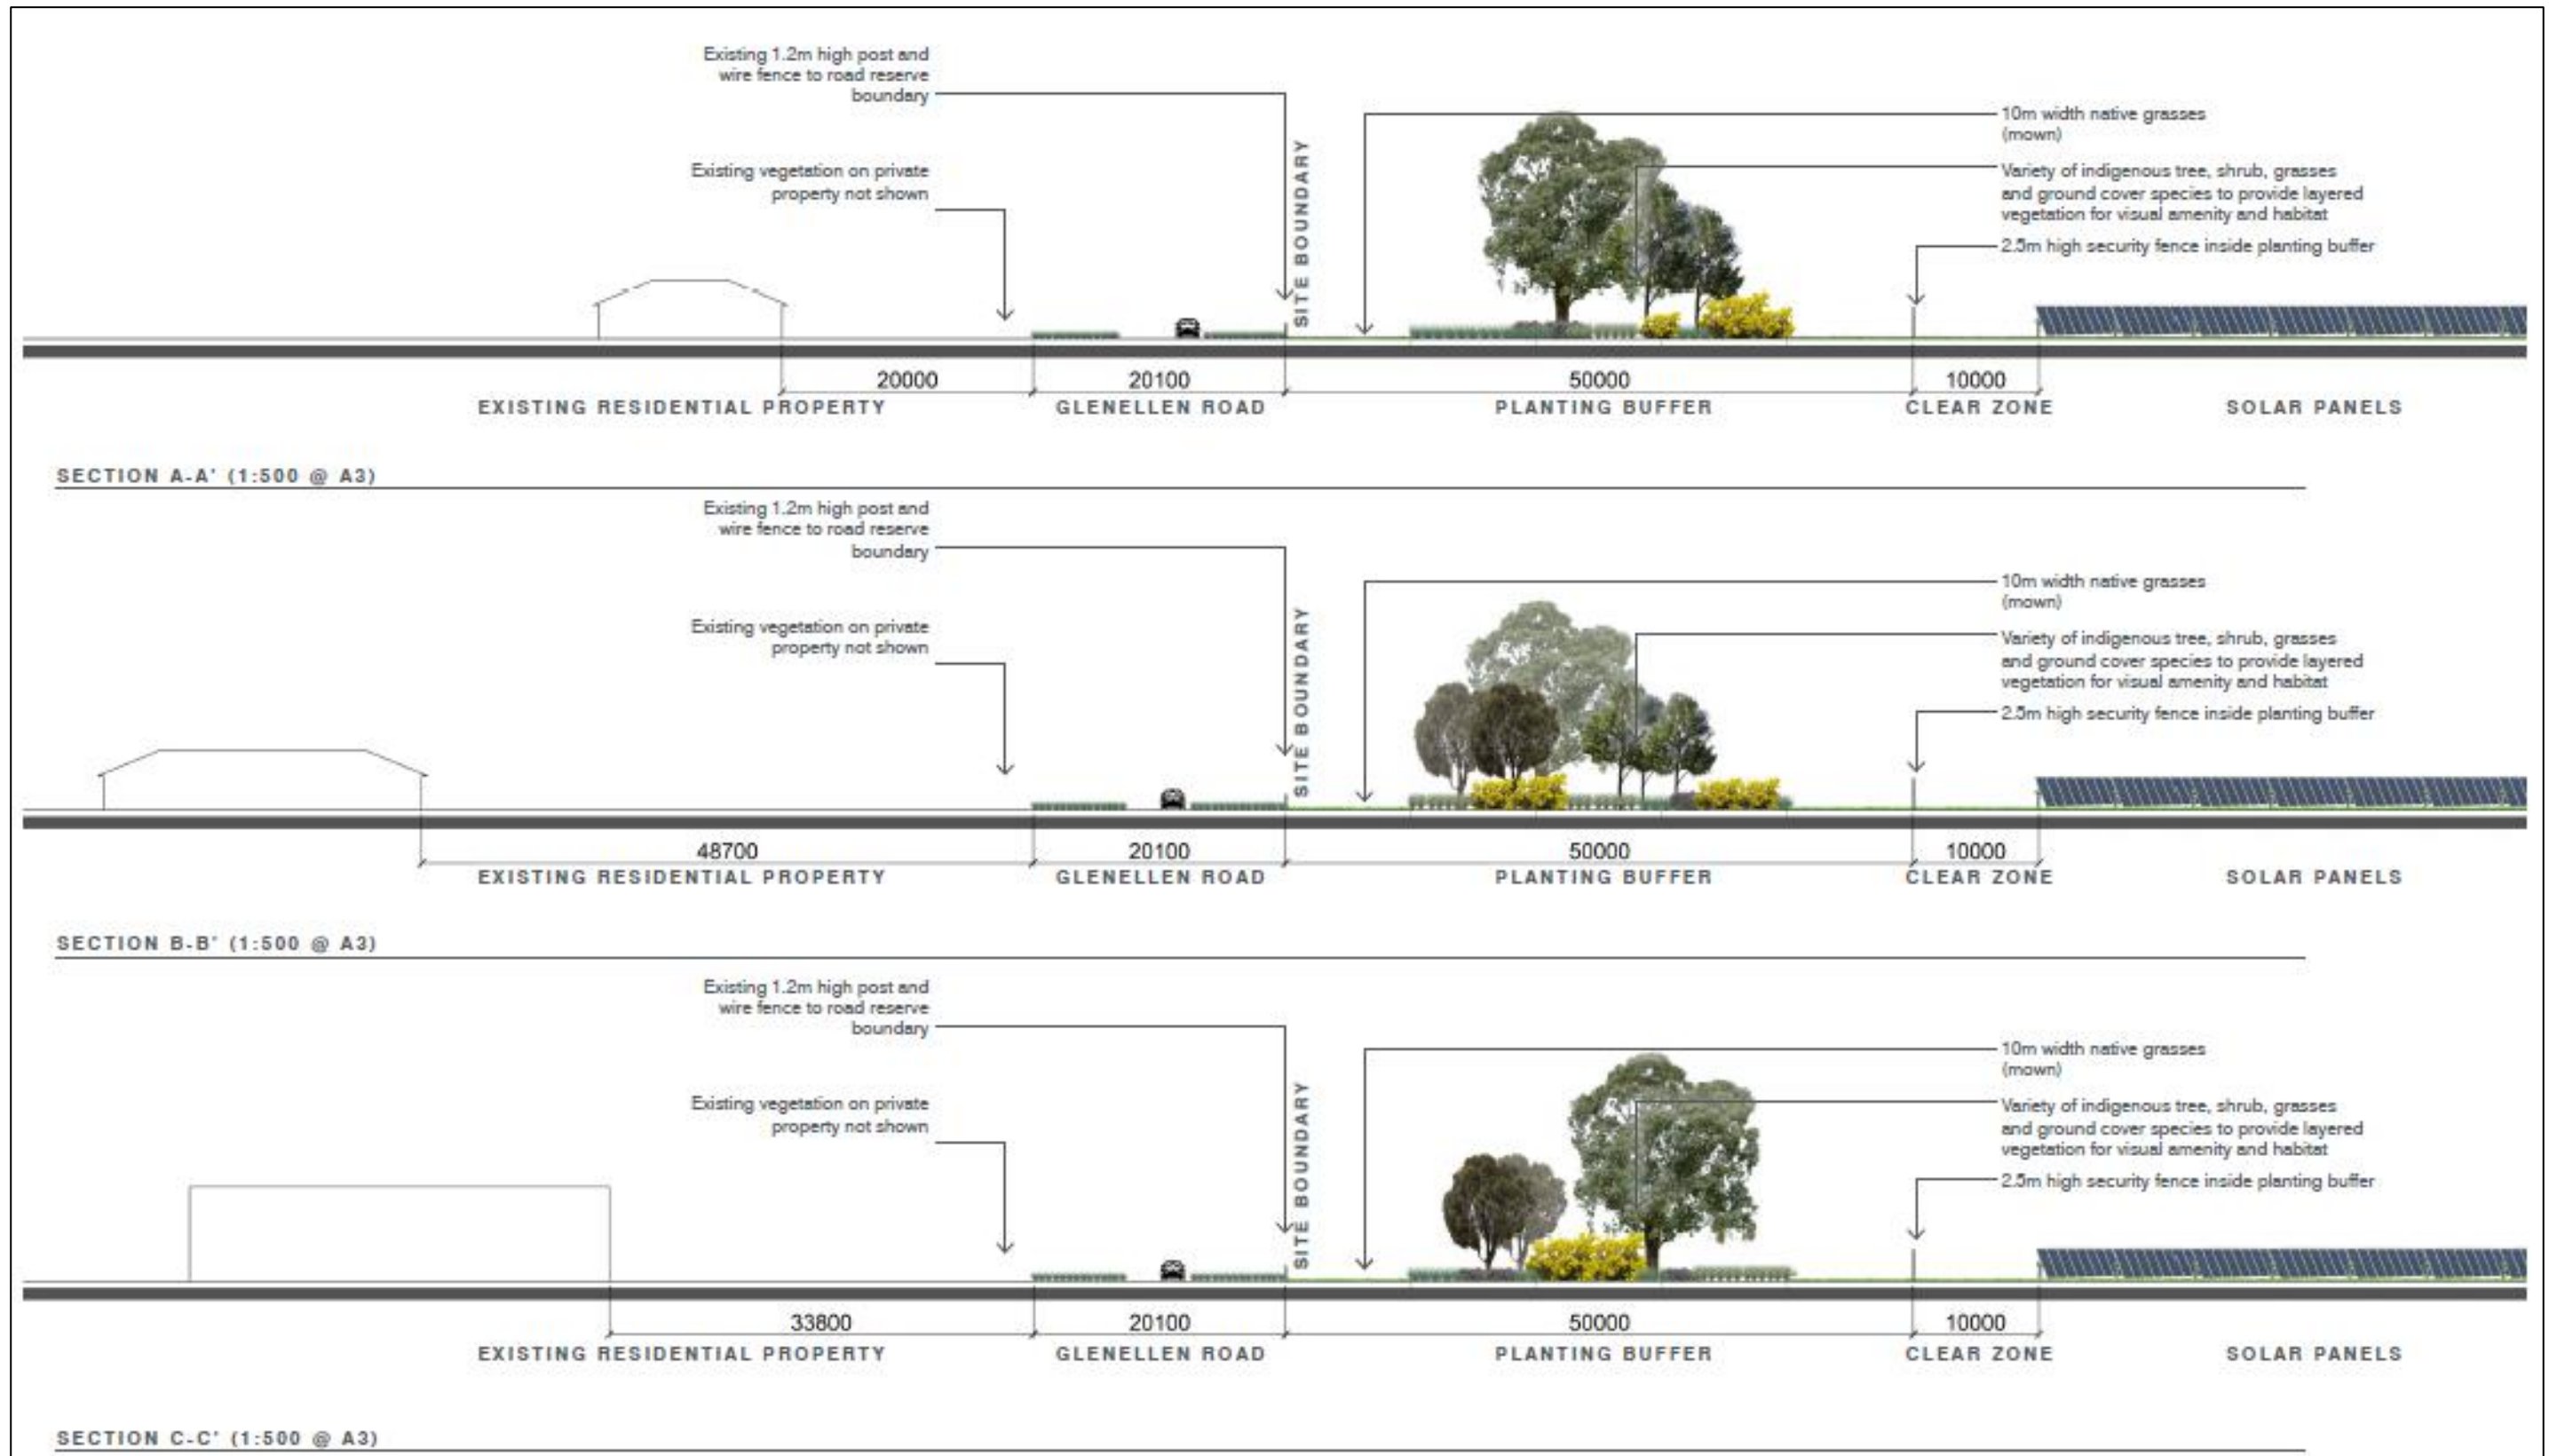 Existing 1.2m high post and
wire fence to road reserve
boundary
Existing vegetation on private
property not shown
SITE BOUNDARY
10m width native grasses
(mown)
Variety of indigenous tree, shrub, grasses
and ground cover species to provide layered
vegetation for visual amenity and habitat
2.5m high security fence inside planting buffer
20000
20100
50000
10000
EXISTING RESIDENTIAL PROPERTY
GLENELLEN ROAD
PLANTING BUFFER
CLEAR ZONE
SOLAR PANELS
SECTION A-A' (1:500 @ A3)
Existing 1.2m high post and
wire fence to road reserve
boundary
Existing vegetation on private
property not shown
SITE BOUNDARY
10m width native grasses
(mown)
Variety of indigenous tree, shrub, grasses
and ground cover species to provide layered
vegetation for visual amenity and habitat
2.5m high security fence inside planting buffer
48700
20100
50000
10000
EXISTING RESIDENTIAL PROPERTY
GLENELLEN ROAD
PLANTING BUFFER
CLEAR ZONE
SOLAR PANELS
SECTION B-B' (1:500 @ A3)
Existing 1.2m high post and
wire fence to road reserve
boundary
Existing vegetation on private
property not shown
SITE BOUNDARY
10m width native grasses
(mown)
Variety of indigenous tree, shrub, grasses
and ground cover species to provide layered
vegetation for visual amenity and habitat
2.5m high security fence inside planting buffer
33800
20100
50000
10000
EXISTING RESIDENTIAL PROPERTY
GLENELLEN ROAD
PLANTING BUFFER
CLEAR ZONE
SOLAR PANELS
SECTION C-C' (1:500 @ A3)